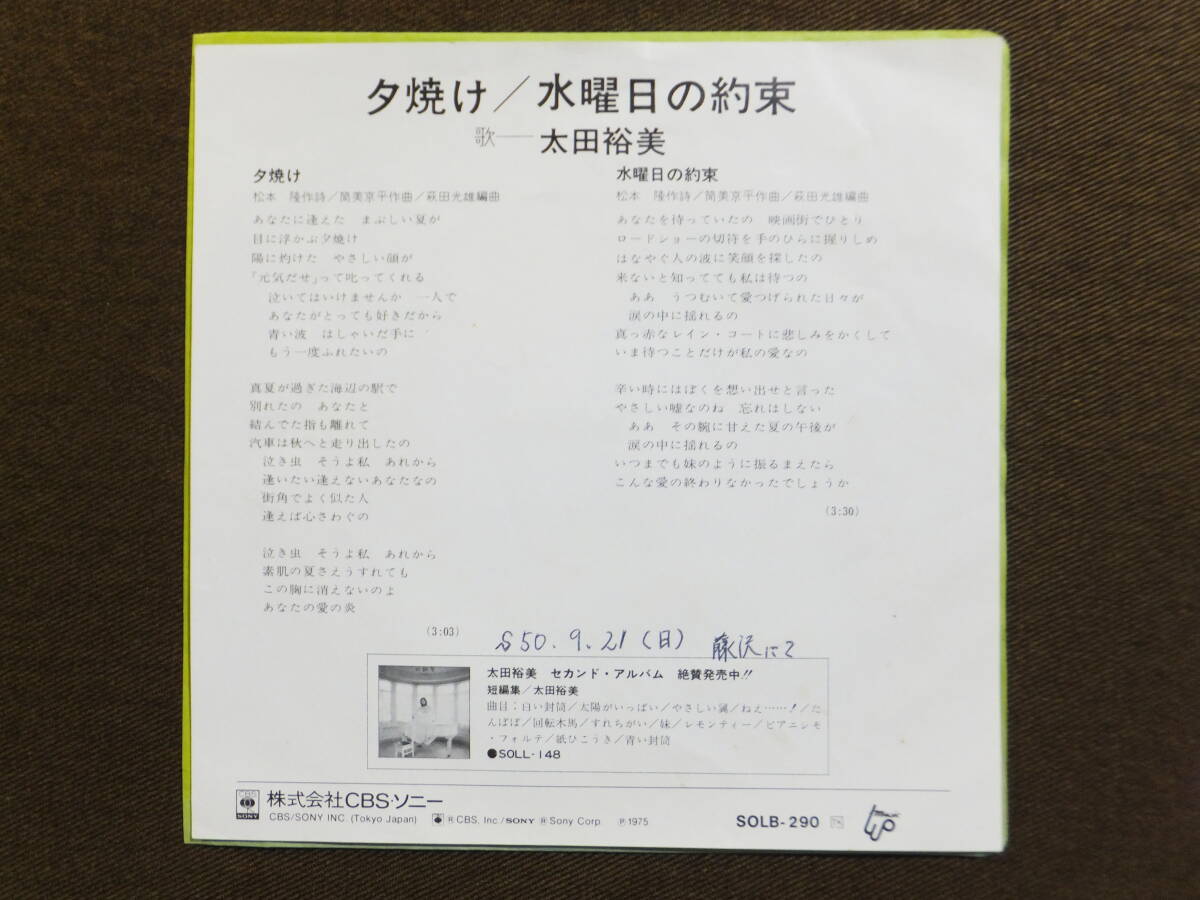 夕焼け／水曜日の約束
歌──太田裕美
夕焼け
松本　隆作詩／筒美京平作曲／萩田光雄編曲
あなたに逢えた　まぶしい夏が
目に浮かぶ夕焼け
陽に灼けた　やさしい顔が
「元気だせ」って叱ってくれる
泣いてはいけませんか　一人で
あなたがとっても好きだから
青い波　はしゃいだ手に
もう一度ふれたいの
真夏が過ぎた海辺の駅で
別れたの　あなたと
結んでた指も離れて
汽車は秋へと走り出したの
泣き虫　そうよ私　あれから
逢いたい逢えないあなたなの
街角でよく似た人
逢えば心さわぐの
泣き虫　そうよ私　あれから
素肌の夏さえうすれても
この胸に消えないのよ
あなたの愛の炎
(3:03)
水曜日の約束
松本　隆作詩／筒美京平作曲／萩田光雄編曲
あなたを待っていたの　映画街でひとり
ロードショーの切符を手のひらに握りしめ
はなやぐ人の波に笑顔を探したの
来ないと知ってても私は待つの
ああ　うつむいて愛つげられた日々が
涙の中に揺れるの
真っ赤なレイン・コートに悲しみをかくして
いま待つことだけが私の愛なの
辛い時にはぼくを想い出せと言った
やさしい嘘なのね　忘れはしない
ああ　その腕に甘えた夏の午後が
涙の中に揺れるの
いつまでも妹のように振るまえたら
こんな愛の終わりなかったでしょうか
(3:30)
S50.9.21(日)　藤沢にて
太田裕美　セカンド・アルバム　絶賛発売中!!
短編集／太田裕美
曲目：白い封筒／太陽がいっぱい／やさしい翼／ねえ……！／た
んぽぽ／回転木馬／すれちがい／妹／レモンティー／ピアニシモ
・フォルテ／紙ひこうき／青い封筒
●SOLL-148
CBS
SONY
株式会社CBS・ソニー
CBS/SONY INC. (Tokyo Japan)　Ⓡ CBS, Inc／SONY Ⓡ Sony Corp.　Ⓟ1975
SOLB-290